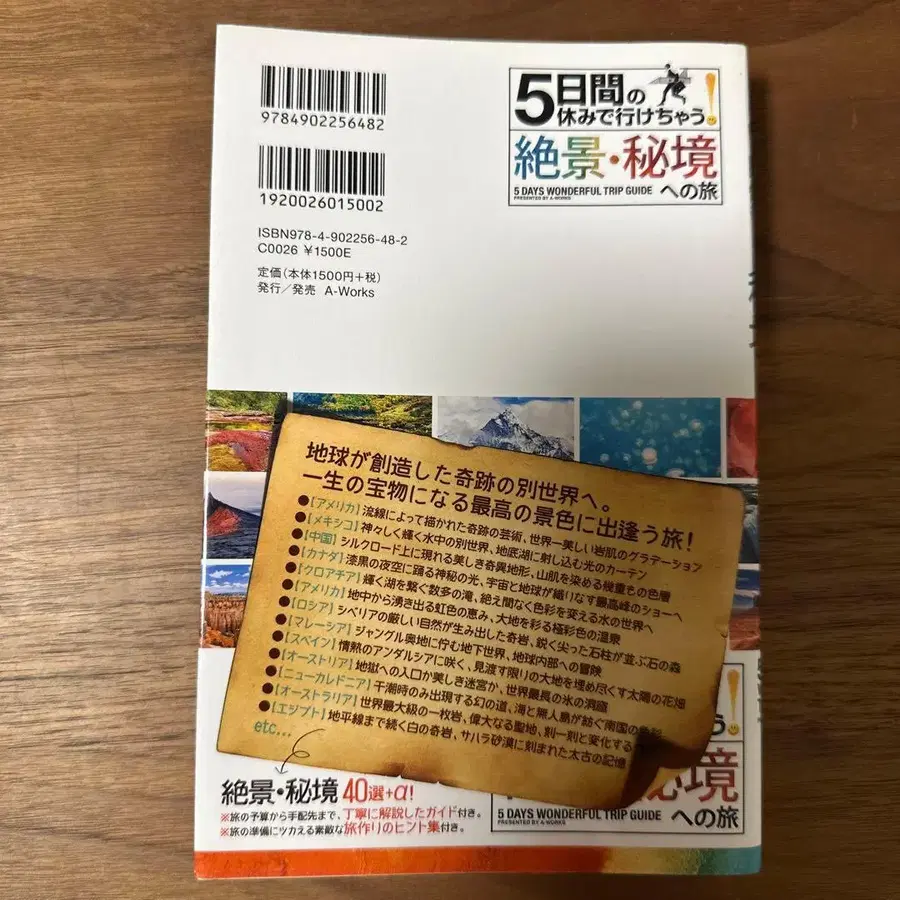 9784902256482
1920026015002
ISBN978-4-902256-48-2
C0026 ¥1500E
定価（本体1500円＋税）
発行／発売 A-Works
5日間の
休みで行けちゃう!
絶景・秘境
5 DAYS WONDERFUL TRIP GUIDE
PRESENTED BY A-WORKS
への旅
地球が創造した奇跡の別世界へ。
一生の宝物になる最高の景色に出逢う旅！
●【アメリカ】流線によって描かれた奇跡の芸術、世界一美しい岩肌のグラデーション
●【メキシコ】神々しく輝く水中の別世界、地底湖に射し込む光のカーテン
●【中国】シルクロード上に現れる美しき奇異地形、山肌を染める幾重もの色層
●【カナダ】漆黒の夜空に踊る神秘の光、宇宙と地球が織りなす最高峰のショーへ
●【クロアチア】輝く湖を繋ぐ数多の滝、絶え間なく色彩を変える水の世界へ
●【アメリカ】地中から湧き出る虹色の恵み、大地を彩る極彩色の温泉
●【ロシア】シベリアの厳しい自然が生み出した奇岩、鋭く尖った石柱が並ぶ石の森
●【マレーシア】ジャングル奥地に佇む地下世界、地球内部への冒険
●【スペイン】情熱のアンダルシアに咲く、見渡す限りの大地を埋め尽くす太陽の花畑
●【オーストリア】地獄への入口か美しき迷宮か、世界最長の氷の洞窟
●【ニューカレドニア】干潮時のみ出現する幻の道、海と無人島が紡ぐ南国の
●【オーストラリア】世界最大級の一枚岩、偉大なる聖地、刻一刻と変化する
●【エジプト】地平線まで続く白の奇岩、サハラ砂漠に刻まれた太古の記憶
etc...
絶景・秘境 40選+α!
※旅の予算から手配先まで、丁寧に解説したガイド付き。
※旅の準備にツカえる素敵な旅作りのヒント集付き。
う!
秘境
5 DAYS WONDERFUL TRIP GUIDE
PRESENTED BY A-WORKS
への旅